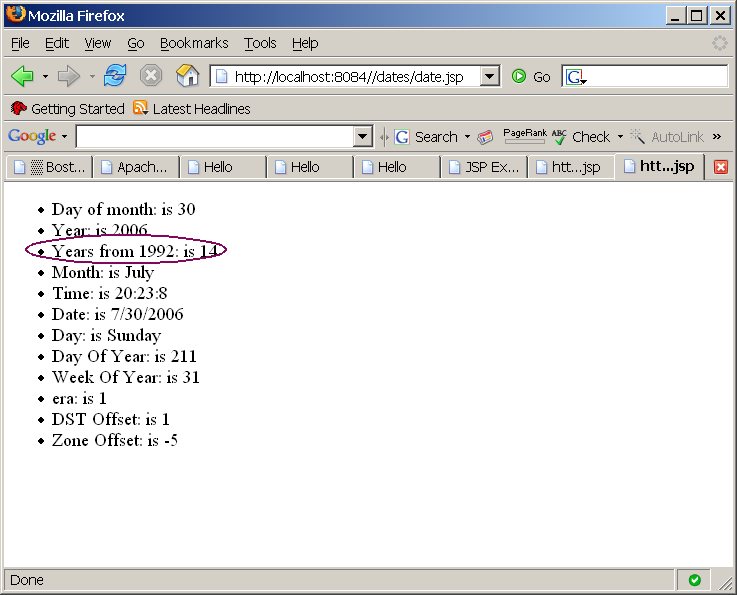 Mozilla Firefox
File Edit View Go Bookmarks Tools Help
http://localhost:8084//dates/date.jsp Go G
Getting Started Latest Headlines
Google G Search PageRank ABC Check AutoLink »
Bost... Apach... Hello Hello Hello JSP Ex... htt...jsp htt...jsp
Day of month: is 30
Year: is 2006
Years from 1992: is 14
Month: is July
Time: is 20:23:8
Date: is 7/30/2006
Day: is Sunday
Day Of Year: is 211
Week Of Year: is 31
era: is 1
DST Offset: is 1
Zone Offset: is -5
Done